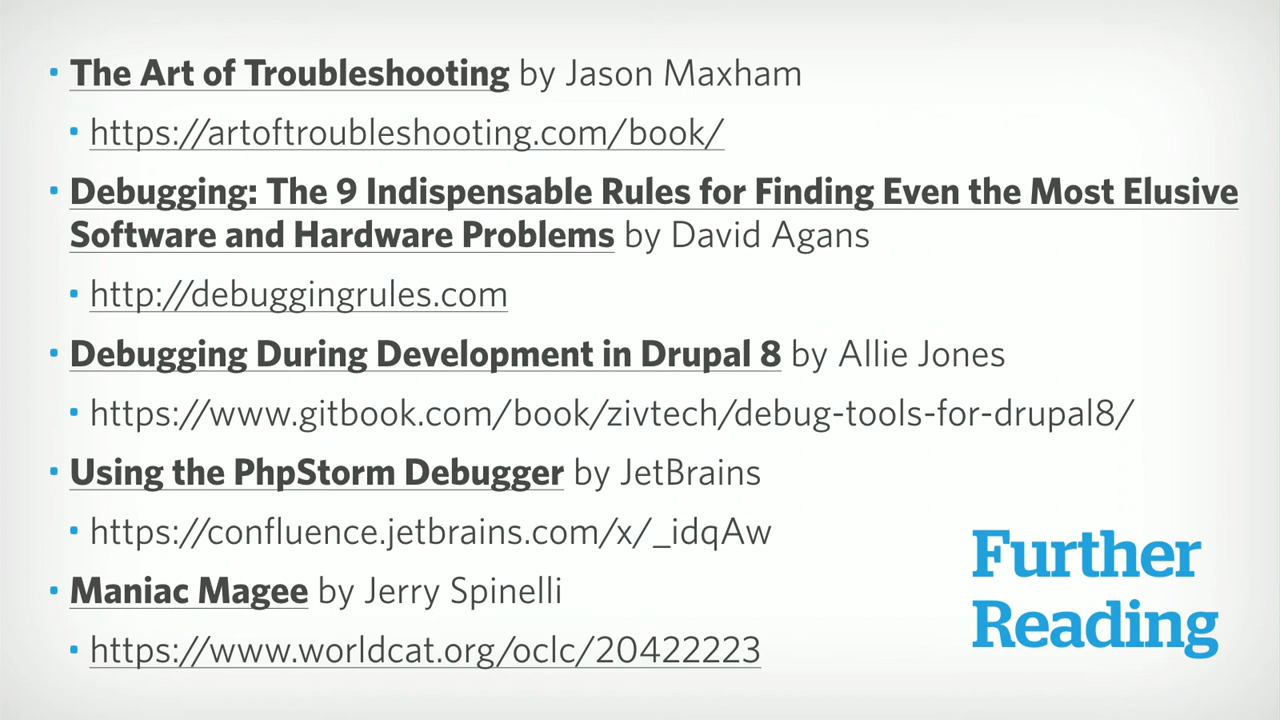 • The Art of Troubleshooting by Jason Maxham
• https://artoftroubleshooting.com/book/
• Debugging: The 9 Indispensable Rules for Finding Even the Most Elusive
Software and Hardware Problems by David Agans
• http://debuggingrules.com
• Debugging During Development in Drupal 8 by Allie Jones
• https://www.gitbook.com/book/zivtech/debug-tools-for-drupal8/
• Using the PhpStorm Debugger by JetBrains
• https://confluence.jetbrains.com/x/_idqAw
• Maniac Magee by Jerry Spinelli
• https://www.worldcat.org/oclc/20422223
Further
Reading